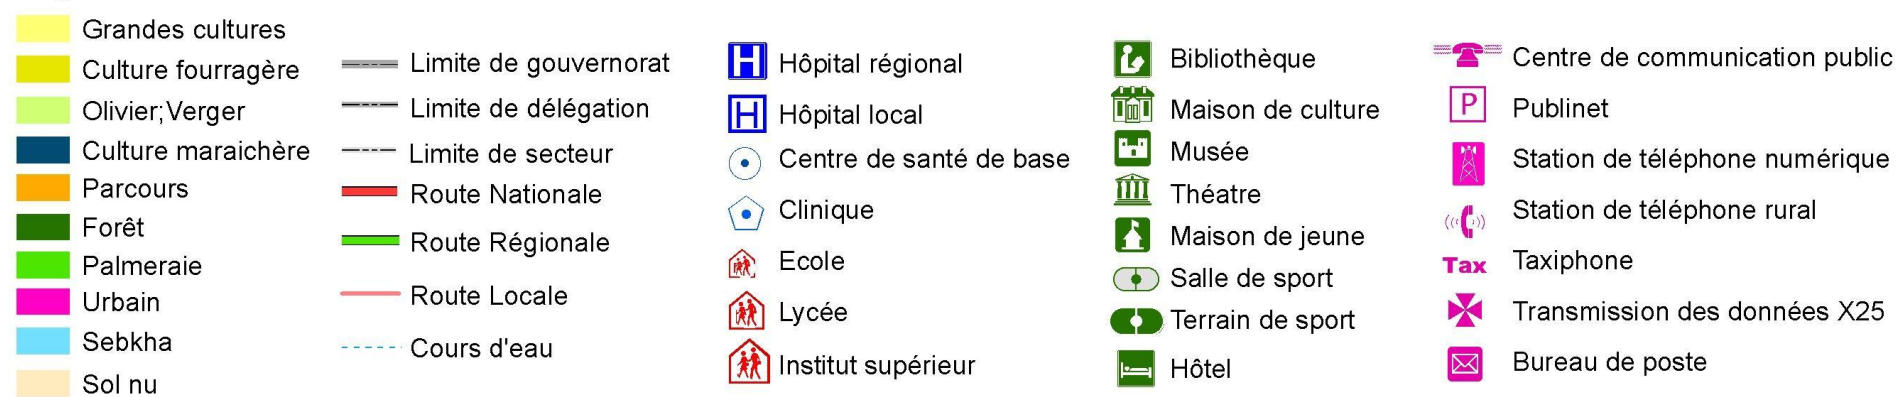 Grandes cultures
Culture fourragère
Olivier;Verger
Culture maraichère
Parcours
Forêt
Palmeraie
Urbain
Sebkha
Sol nu
Limite de gouvernorat
Limite de délégation
Limite de secteur
Route Nationale
Route Régionale
Route Locale
Cours d'eau
H Hôpital régional
H Hôpital local
Centre de santé de base
Clinique
Ecole
Lycée
Institut supérieur
Bibliothèque
Maison de culture
Musée
Théatre
Maison de jeune
Salle de sport
Terrain de sport
Hôtel
Centre de communication public
P Publinet
Station de téléphone numérique
Station de téléphone rural
Tax Taxiphone
Transmission des données X25
Bureau de poste